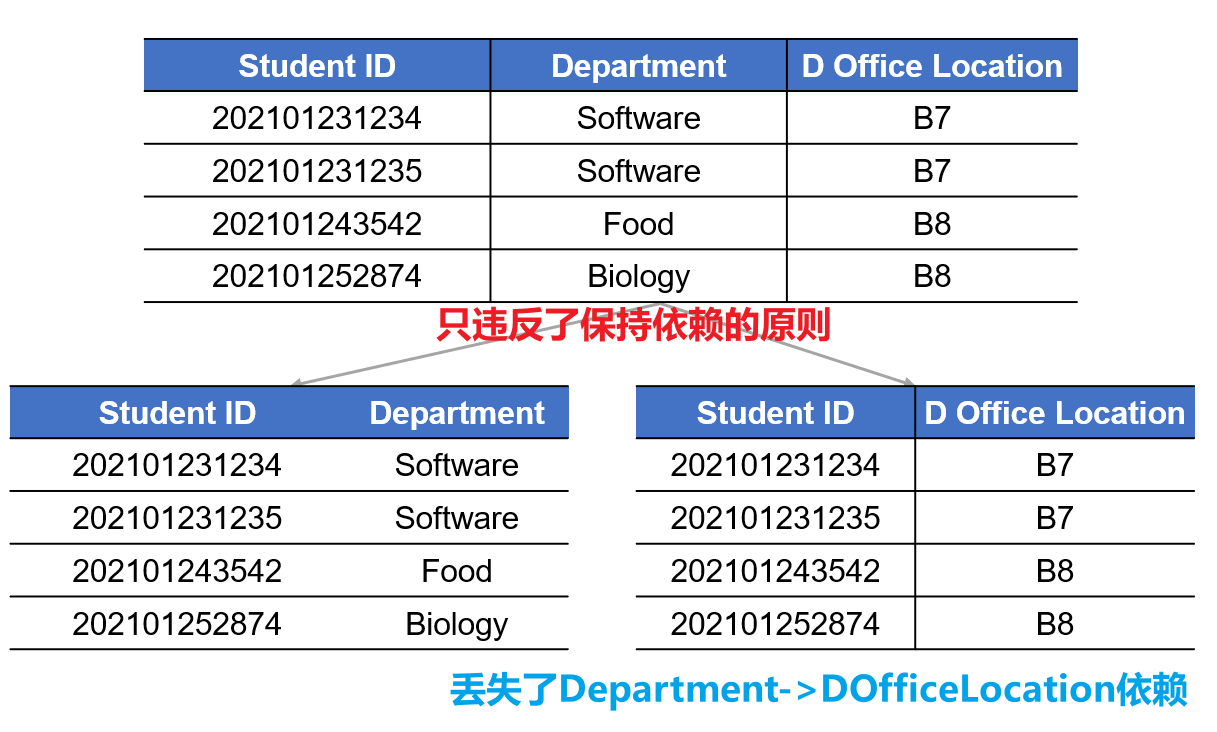 Student ID Department D Office Location
202101231234 Software B7
202101231235 Software B7
202101243542 Food B8
202101252874 Biology B8
只违反了保持依赖的原则
Student ID Department
202101231234 Software
202101231235 Software
202101243542 Food
202101252874 Biology
Student ID D Office Location
202101231234 B7
202101231235 B7
202101243542 B8
202101252874 B8
丢失了Department->DOfficeLocation依赖